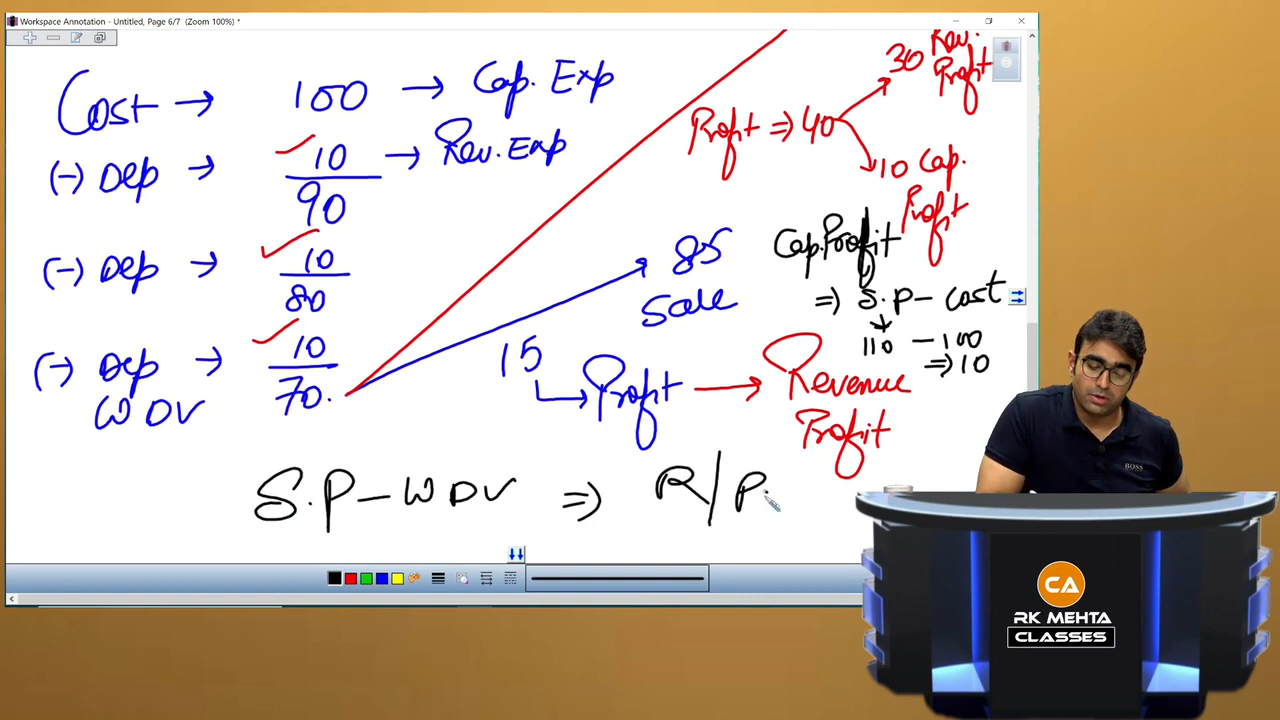 Workspace Annotation - Untitled, Page 6/7 (Zoom 100%) *
Cost → 100 → Cap. Exp
(-) Dep → 10 → Rev. Exp
90
(-) Dep → 10
80
(-) Dep → 10
WDV 70.
30 Rev. Profit
Profit ⇒ 40
10 Cap. Profit
Cap. Profit
⇒ S.P - Cost
110 - 100
⇒ 10
85
Sale
15
Profit → Revenue
Profit
S.P - WDV ⇒ R/P.
BOSS
CA
RK MEHTA
CLASSES